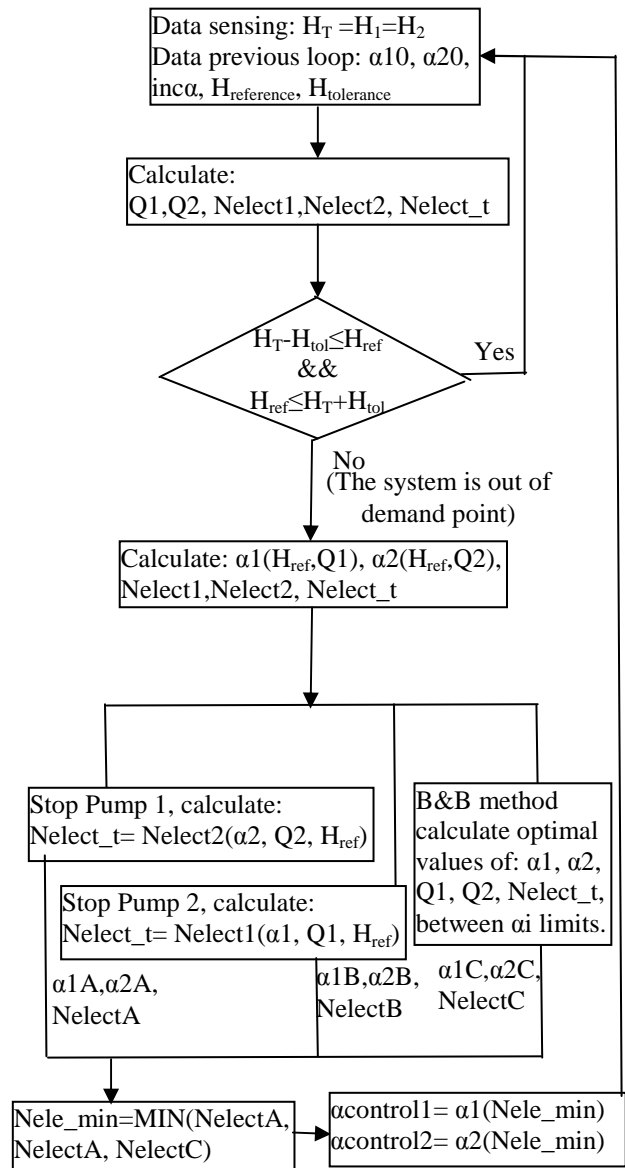 Data sensing: H_T =H_1=H_2
Data previous loop: α10, α20,
incα, H_reference, H_tolerance
Calculate:
Q1,Q2, Nelect1,Nelect2, Nelect_t
H_T-H_tol≤H_ref
&&
H_ref≤H_T+H_tol
Yes
No
(The system is out of
demand point)
Calculate: α1(H_ref,Q1), α2(H_ref,Q2),
Nelect1,Nelect2, Nelect_t
Stop Pump 1, calculate:
Nelect_t= Nelect2(α2, Q2, H_ref)
Stop Pump 2, calculate:
Nelect_t= Nelect1(α1, Q1, H_ref)
B&B method
calculate optimal
values of: α1, α2,
Q1, Q2, Nelect_t,
between αi limits.
α1A,α2A,
NelectA
α1B,α2B,
NelectB
α1C,α2C,
NelectC
Nele_min=MIN(NelectA,
NelectA, NelectC)
αcontrol1= α1(Nele_min)
αcontrol2= α2(Nele_min)